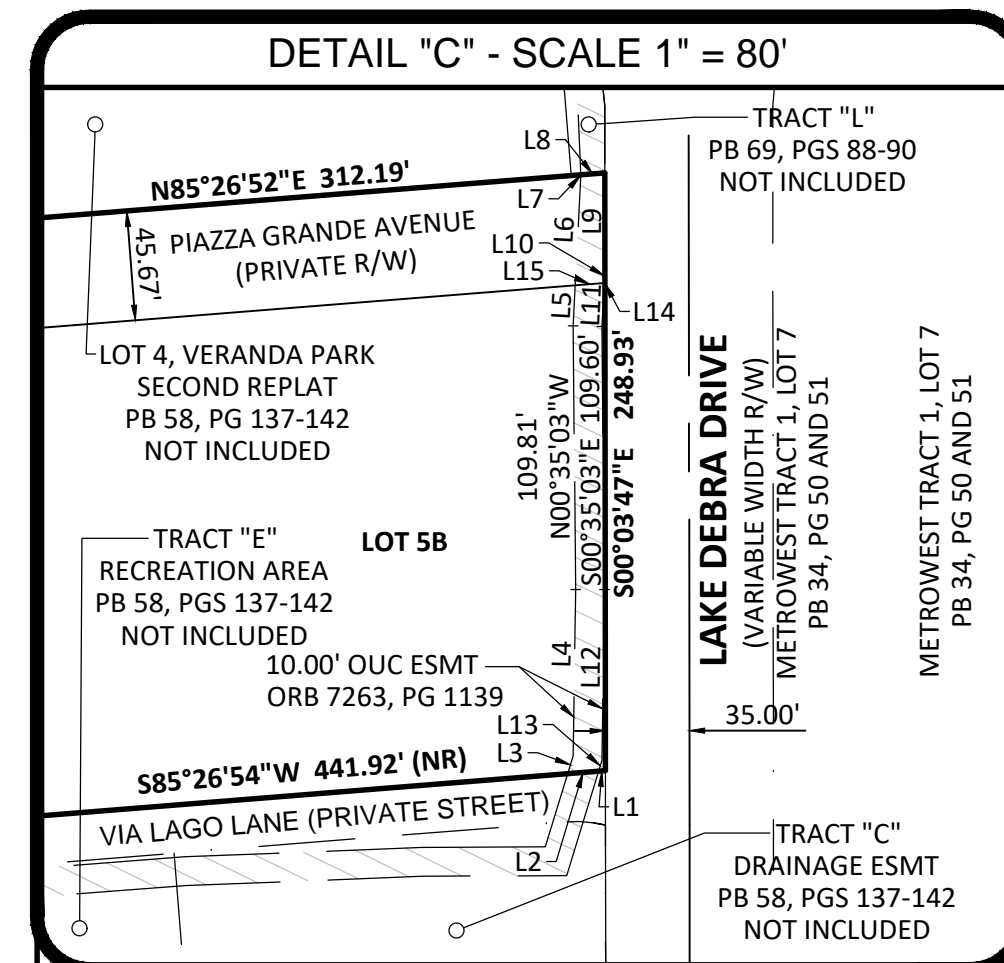 DETAIL "C" - SCALE 1" = 80'
TRACT "L"
PB 69, PGS 88-90
NOT INCLUDED
L8
N85°26'52"E 312.19'
L7
L6
L9
PIAZZA GRANDE AVENUE
(PRIVATE R/W)
45.67'
L10
L15
L5
L11
L14
LOT 4, VERANDA PARK
SECOND REPLAT
PB 58, PG 137-142
NOT INCLUDED
109.81'
N00°35'03"W
S00°35'03"E 109.60'
S00°03'47"E 248.93'
LAKE DEBRA DRIVE
(VARIABLE WIDTH R/W)
METROWEST TRACT 1, LOT 7
PB 34, PG 50 AND 51
METROWEST TRACT 1, LOT 7
PB 34, PG 50 AND 51
TRACT "E"
RECREATION AREA
PB 58, PGS 137-142
NOT INCLUDED
LOT 5B
L4
L12
10.00' OUC ESMT
ORB 7263, PG 1139
L13
L3
35.00'
S85°26'54"W 441.92' (NR)
L1
VIA LAGO LANE (PRIVATE STREET)
L2
TRACT "C"
DRAINAGE ESMT
PB 58, PGS 137-142
NOT INCLUDED